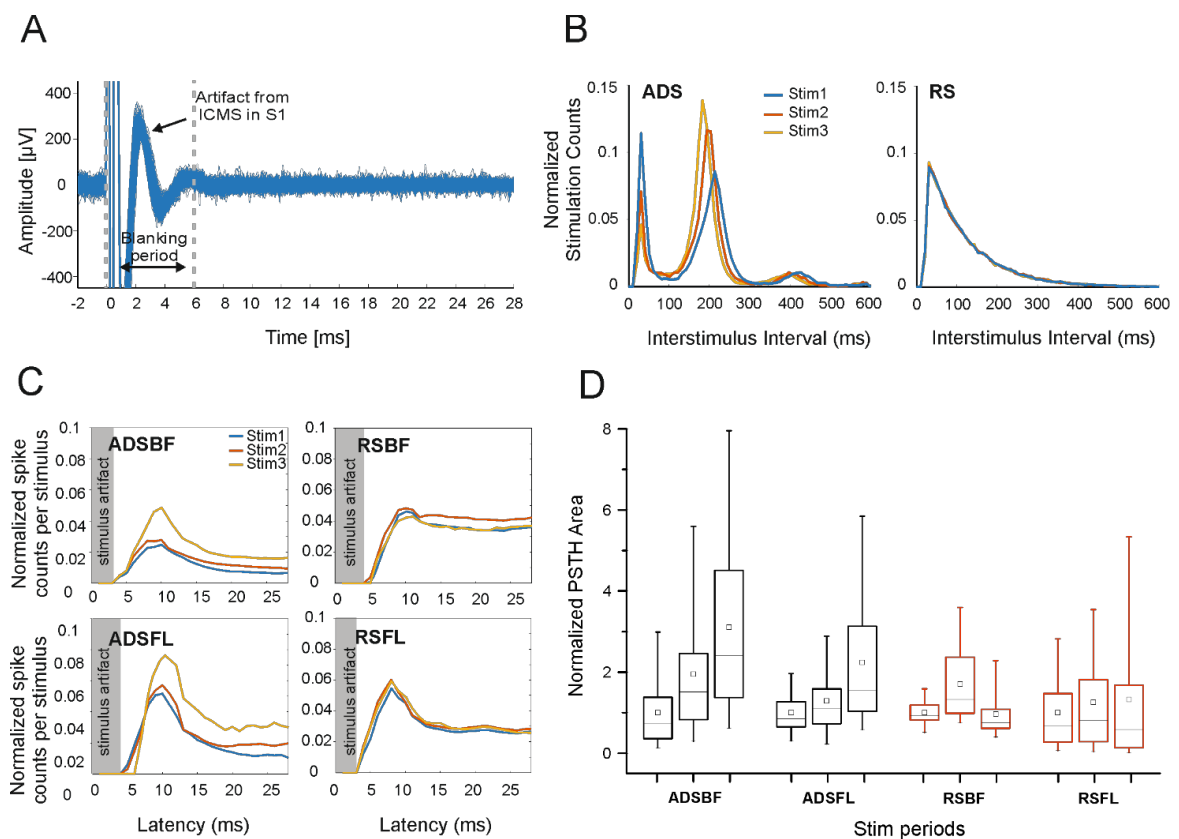 A
Amplitude [µV]
400
200
0
-200
-400
Artifact from
ICMS in S1
Blanking
period
-2 0 2 4 6 8 10 12 14 16 18 20 22 24 26 28
Time [ms]
B
Normalized
Stimulation Counts
0.15
0.1
0.05
0
ADS
Stim1
Stim2
Stim3
0 100 200 300 400 500 600
Interstimulus Interval (ms)
0.15
0.1
0.05
0
RS
0 100 200 300 400 500 600
Interstimulus Interval (ms)
C
Normalized spike
counts per stimulus
0.1
0.08
0.06
0.04
0.02
0
stimulus artifact
ADSBF
Stim1
Stim2
Stim3
0 5 10 15 20 25
0.1
0.08
0.06
0.04
0.02
0
stimulus artifact
RSBF
0 5 10 15 20 25
Normalized spike
counts per stimulus
0.1
0.08
0.06
0.04
0.02
0
stimulus artifact
ADSFL
0 5 10 15 20 25
Latency (ms)
0.1
0.08
0.06
0.04
0.02
0
stimulus artifact
RSFL
0 5 10 15 20 25
Latency (ms)
D
Normalized PSTH Area
8
6
4
2
0
ADSBF ADSFL RSBF RSFL
Stim periods